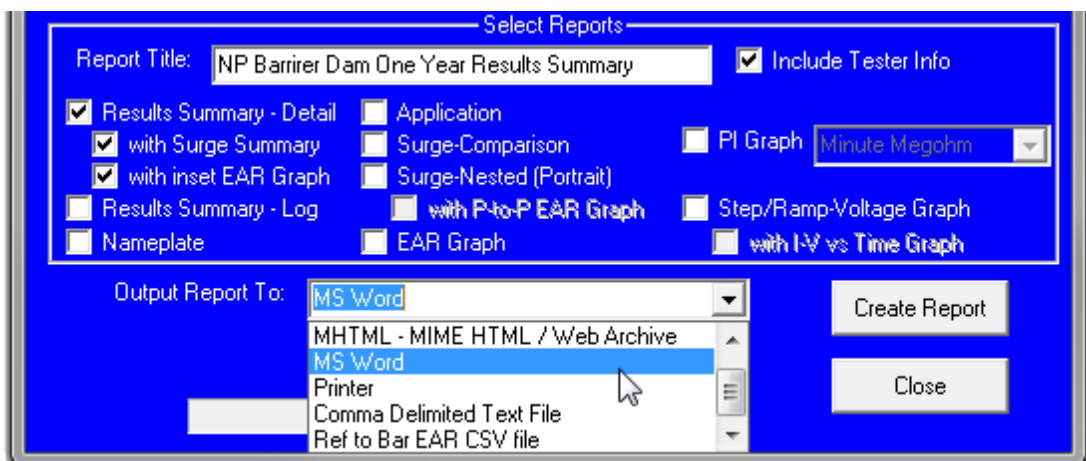 Select Reports
Report Title: NP Barrirer Dam One Year Results Summary Include Tester Info
Results Summary - Detail Application
with Surge Summary Surge-Comparison PI Graph Minute Megohm
with inset EAR Graph Surge-Nested (Portrait)
Results Summary - Log with P-to-P EAR Graph Step/Ramp-Voltage Graph
Nameplate EAR Graph with I-V vs Time Graph
Output Report To: MS Word Create Report
MHTML - MIME HTML / Web Archive
MS Word
Printer Close
Comma Delimited Text File
Ref to Bar EAR CSV file